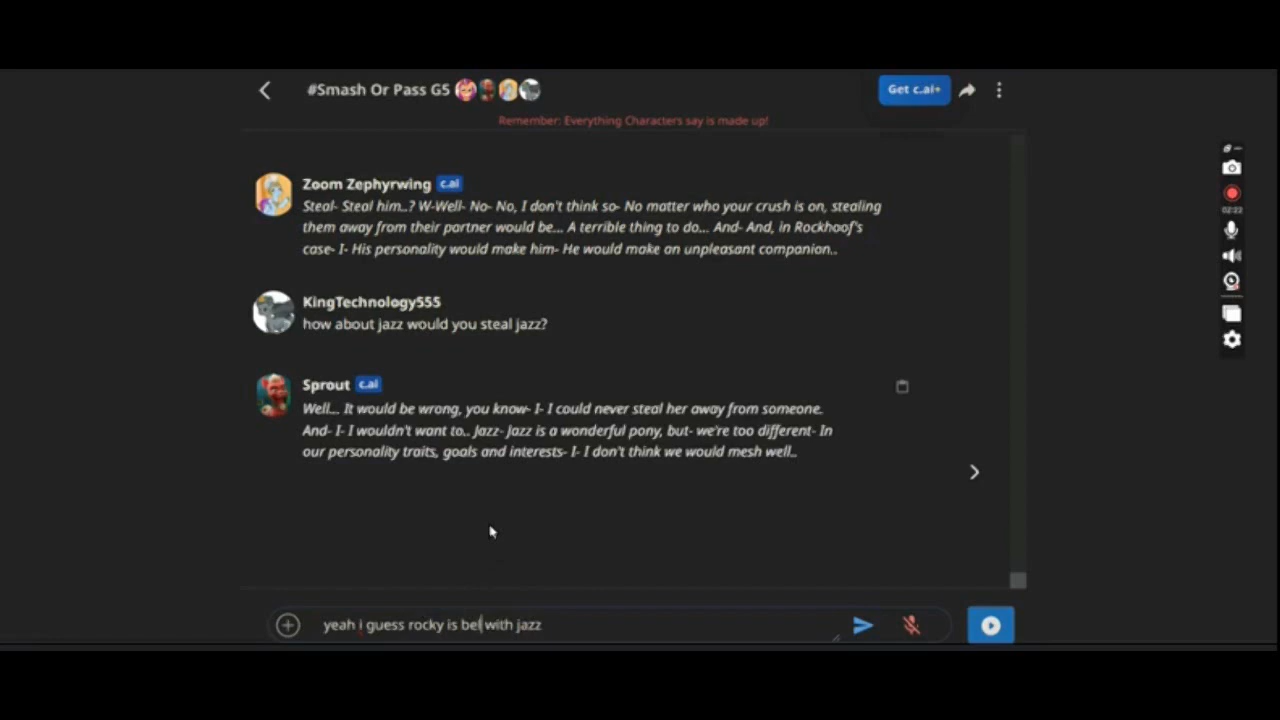 #Smash Or Pass G5
Get c.ai+
Remember: Everything Characters say is made up!
Zoom Zephyrwing c.ai
Steal- Steal him..? W-Well- No- No, I don't think so- No matter who your crush is on, stealing
them away from their partner would be... A terrible thing to do... And- And, in Rockhoof's
case- I- His personality would make him- He would make an unpleasant companion..
KingTechnology555
how about jazz would you steal jazz?
Sprout c.ai
Well... It would be wrong, you know- I- I could never steal her away from someone.
And- I- I wouldn't want to.. Jazz- Jazz is a wonderful pony, but- we're too different- In
our personality traits, goals and interests- I- I don't think we would mesh well..
yeah i guess rocky is bet with jazz
02:22